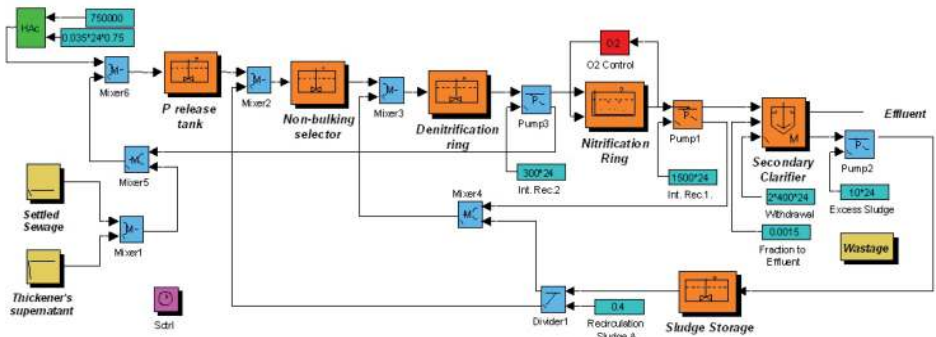 HAc
750000
0.035*24*0.75
M
Mixer6
P release
tank
M
Mixer2
Non-bulking
selector
M
Mixer3
Denitrification
ring
P
Pump3
O2
O2 Control
Nitrification
Ring
P
Pump1
Secondary
Clarifier
M
Effluent
P
Pump2
300*24
Int. Rec.2
1500*24
Int. Rec.1.
2*400*24
Withdrawal
10*24
Excess Sludge
0.0015
Fraction to
Effluent
Wastage
M
Mixer5
M
Mixer4
Settled
Sewage
M
Mixer1
Thickener's
supernatant
Sctrl
Divider1
0.4
Recirculation
Sludge A
Sludge Storage